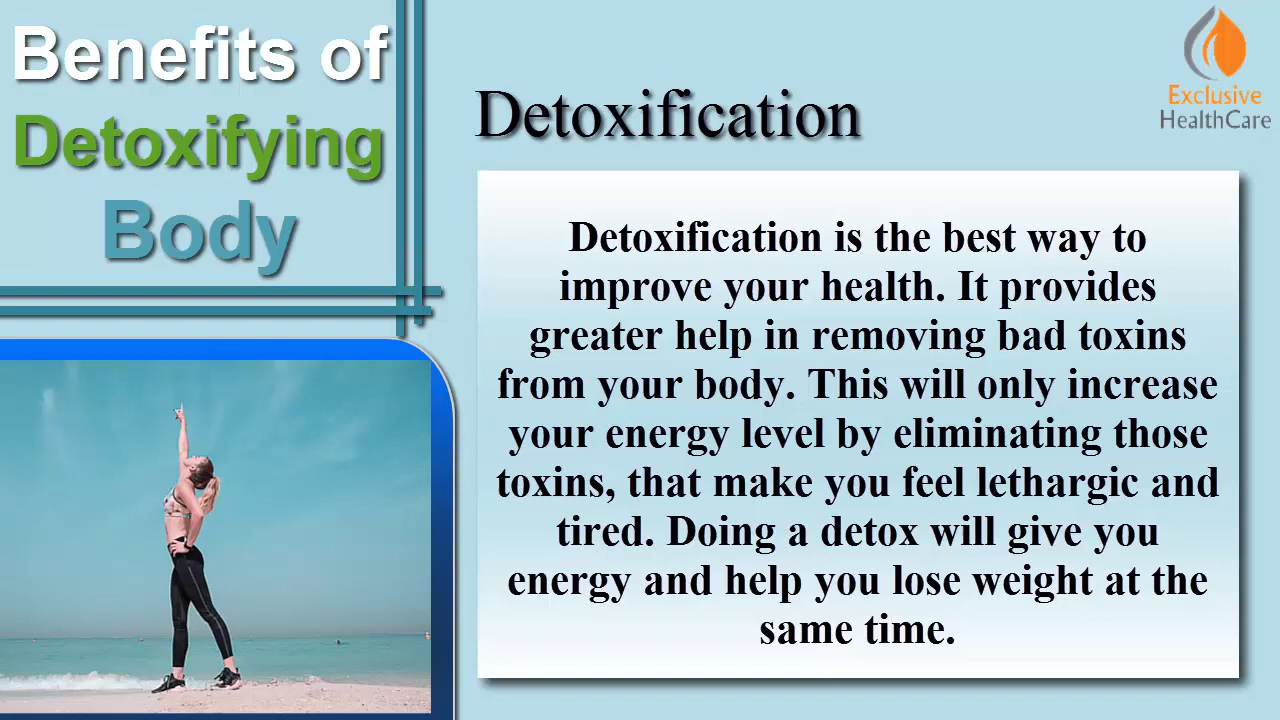 Benefits of
Detoxifying
Body
Detoxification
Exclusive
HealthCare
Detoxification is the best way to
improve your health. It provides
greater help in removing bad toxins
from your body. This will only increase
your energy level by eliminating those
toxins, that make you feel lethargic and
tired. Doing a detox will give you
energy and help you lose weight at the
same time.